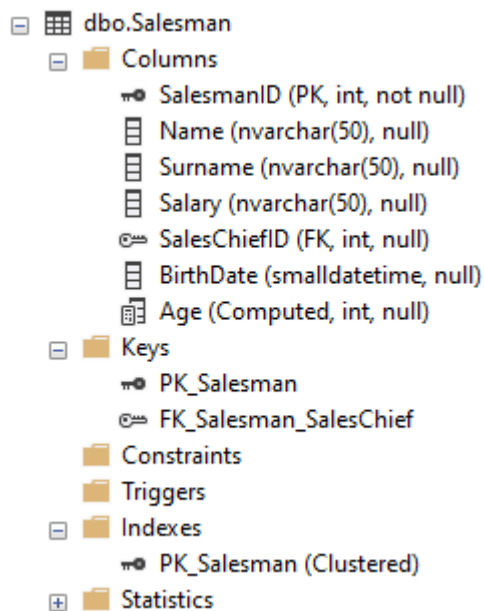 dbo.Salesman
Columns
SalesmanID (PK, int, not null)
Name (nvarchar(50), null)
Surname (nvarchar(50), null)
Salary (nvarchar(50), null)
SalesChiefID (FK, int, null)
BirthDate (smalldatetime, null)
Age (Computed, int, null)
Keys
PK_Salesman
FK_Salesman_SalesChief
Constraints
Triggers
Indexes
PK_Salesman (Clustered)
Statistics